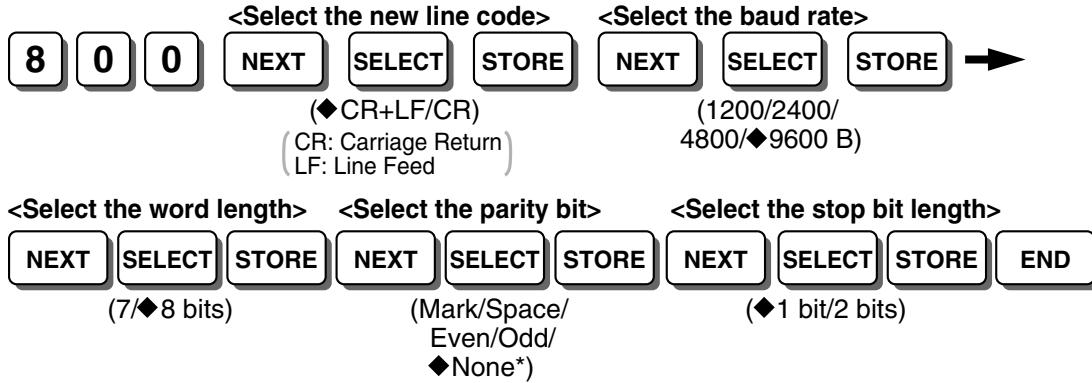 <Select the new line code> <Select the baud rate>
8 0 0 NEXT SELECT STORE NEXT SELECT STORE
(◆CR+LF/CR) (1200/2400/
4800/◆9600 B)
CR: Carriage Return
LF: Line Feed
<Select the word length> <Select the parity bit> <Select the stop bit length>
NEXT SELECT STORE NEXT SELECT STORE NEXT SELECT STORE END
(7/◆8 bits) (Mark/Space/ (◆1 bit/2 bits)
Even/Odd/
◆None*)